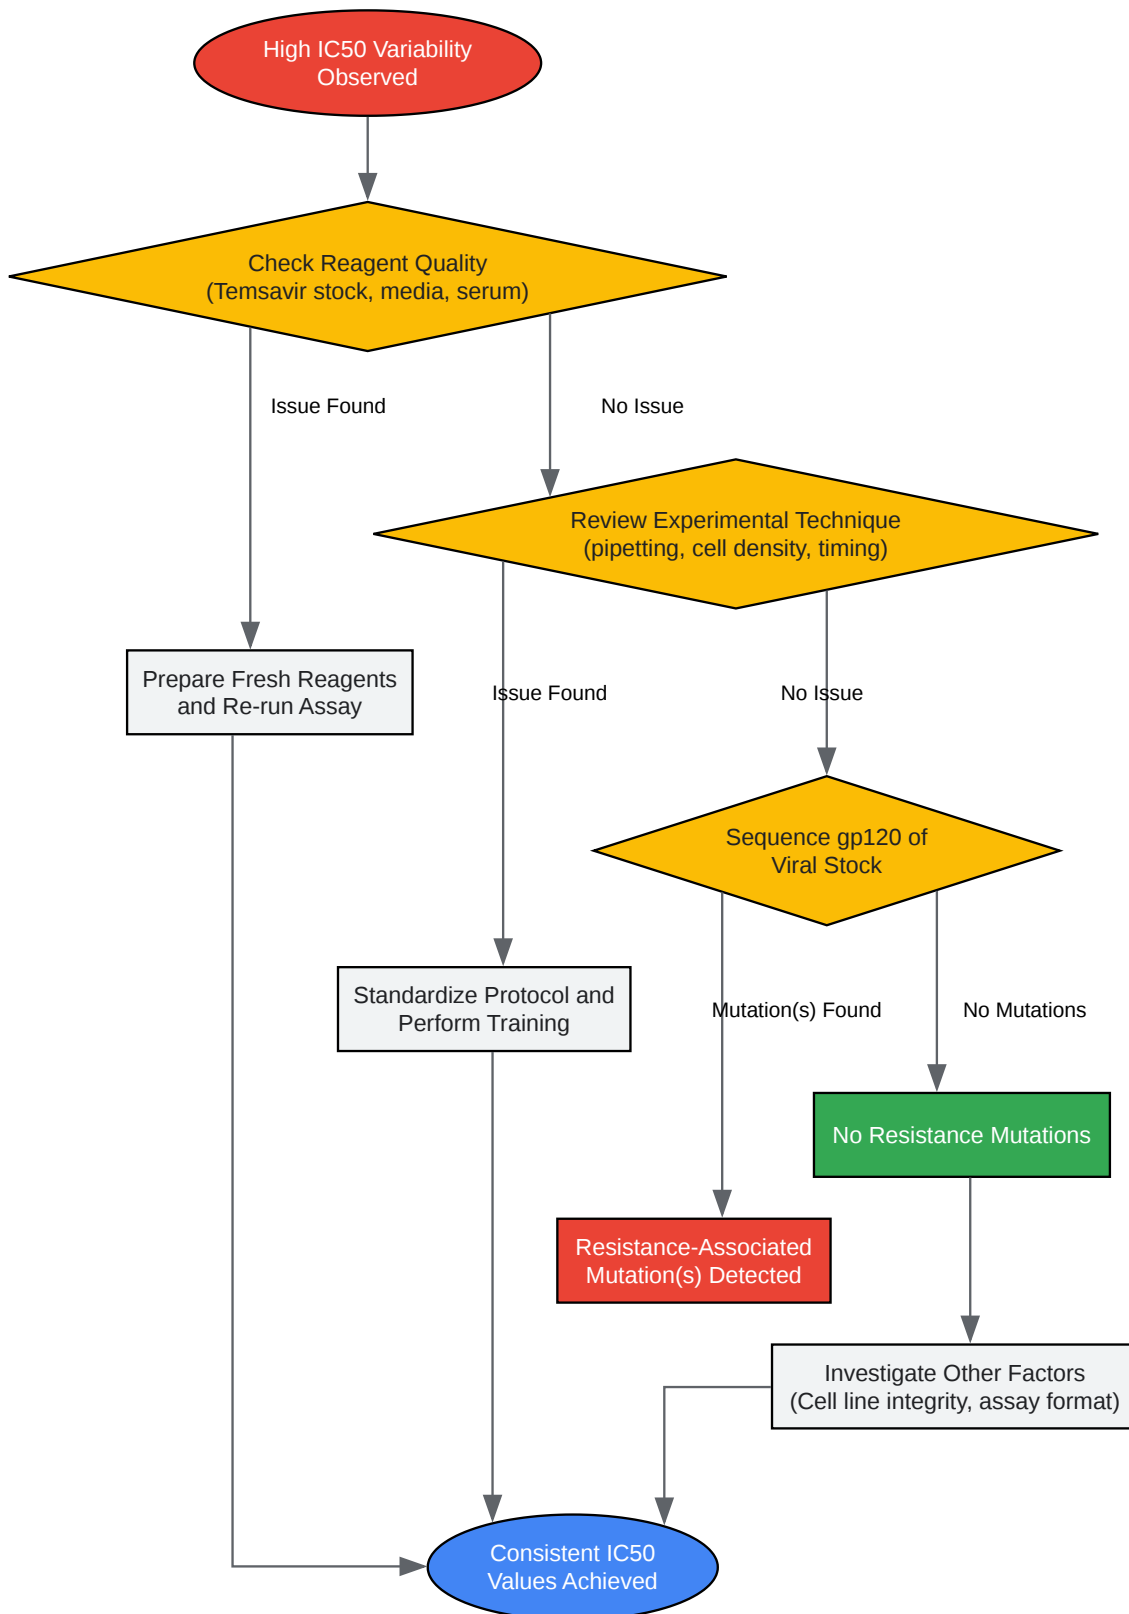 High IC50 Variability
Observed
Check Reagent Quality
(Temsavir stock, media, serum)
Issue Found
No Issue
Review Experimental Technique
(pipetting, cell density, timing)
Prepare Fresh Reagents
and Re-run Assay
Issue Found
No Issue
Sequence gp120 of
Viral Stock
Standardize Protocol and
Perform Training
Mutation(s) Found
No Mutations
No Resistance Mutations
Resistance-Associated
Mutation(s) Detected
Investigate Other Factors
(Cell line integrity, assay format)
Consistent IC50
Values Achieved